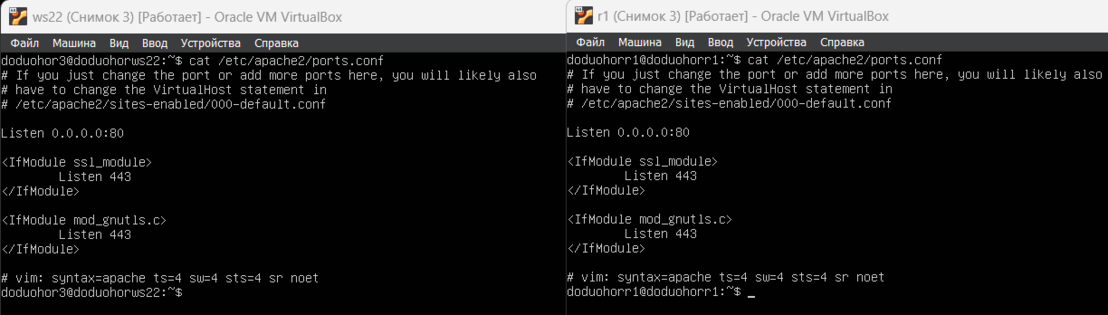 ws22 (Снимок 3) [Работает] - Oracle VM VirtualBox
Файл Машина Вид Ввод Устройства Справка
doduohor3@doduohorws22:~$ cat /etc/apache2/ports.conf
# If you just change the port or add more ports here, you will likely also
# have to change the VirtualHost statement in
# /etc/apache2/sites-enabled/000-default.conf
Listen 0.0.0.0:80
<IfModule ssl_module>
Listen 443
</IfModule>
<IfModule mod_gnutls.c>
Listen 443
</IfModule>
# vim: syntax=apache ts=4 sw=4 sts=4 sr noet
doduohor3@doduohorws22:~$
r1 (Снимок 3) [Работает] - Oracle VM VirtualBox
Файл Машина Вид Ввод Устройства Справка
doduohorr1@doduohorr1:~$ cat /etc/apache2/ports.conf
# If you just change the port or add more ports here, you will likely also
# have to change the VirtualHost statement in
# /etc/apache2/sites-enabled/000-default.conf
Listen 0.0.0.0:80
<IfModule ssl_module>
Listen 443
</IfModule>
<IfModule mod_gnutls.c>
Listen 443
</IfModule>
# vim: syntax=apache ts=4 sw=4 sts=4 sr noet
doduohorr1@doduohorr1:~$ _